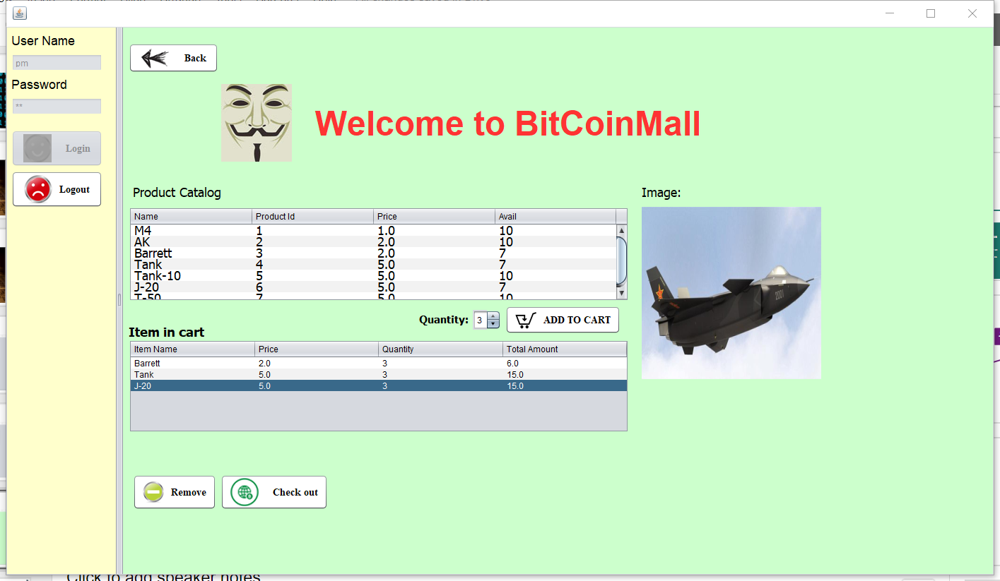 User Name
pm
Password
**
Login
Logout
Back
Welcome to BitCoinMall
Product Catalog
Name Product Id Price Avail
M4 1 1.0 10
AK 2 2.0 10
Barrett 3 2.0 7
Tank 4 5.0 7
Tank-10 5 5.0 10
J-20 6 5.0 7
T-50 7 5.0 10
Image:
2001
Quantity: 3 ADD TO CART
Item in cart
Item Name Price Quantity Total Amount
Barrett 2.0 3 6.0
Tank 5.0 3 15.0
J-20 5.0 3 15.0
Remove
Check out
Click to add speaker notes